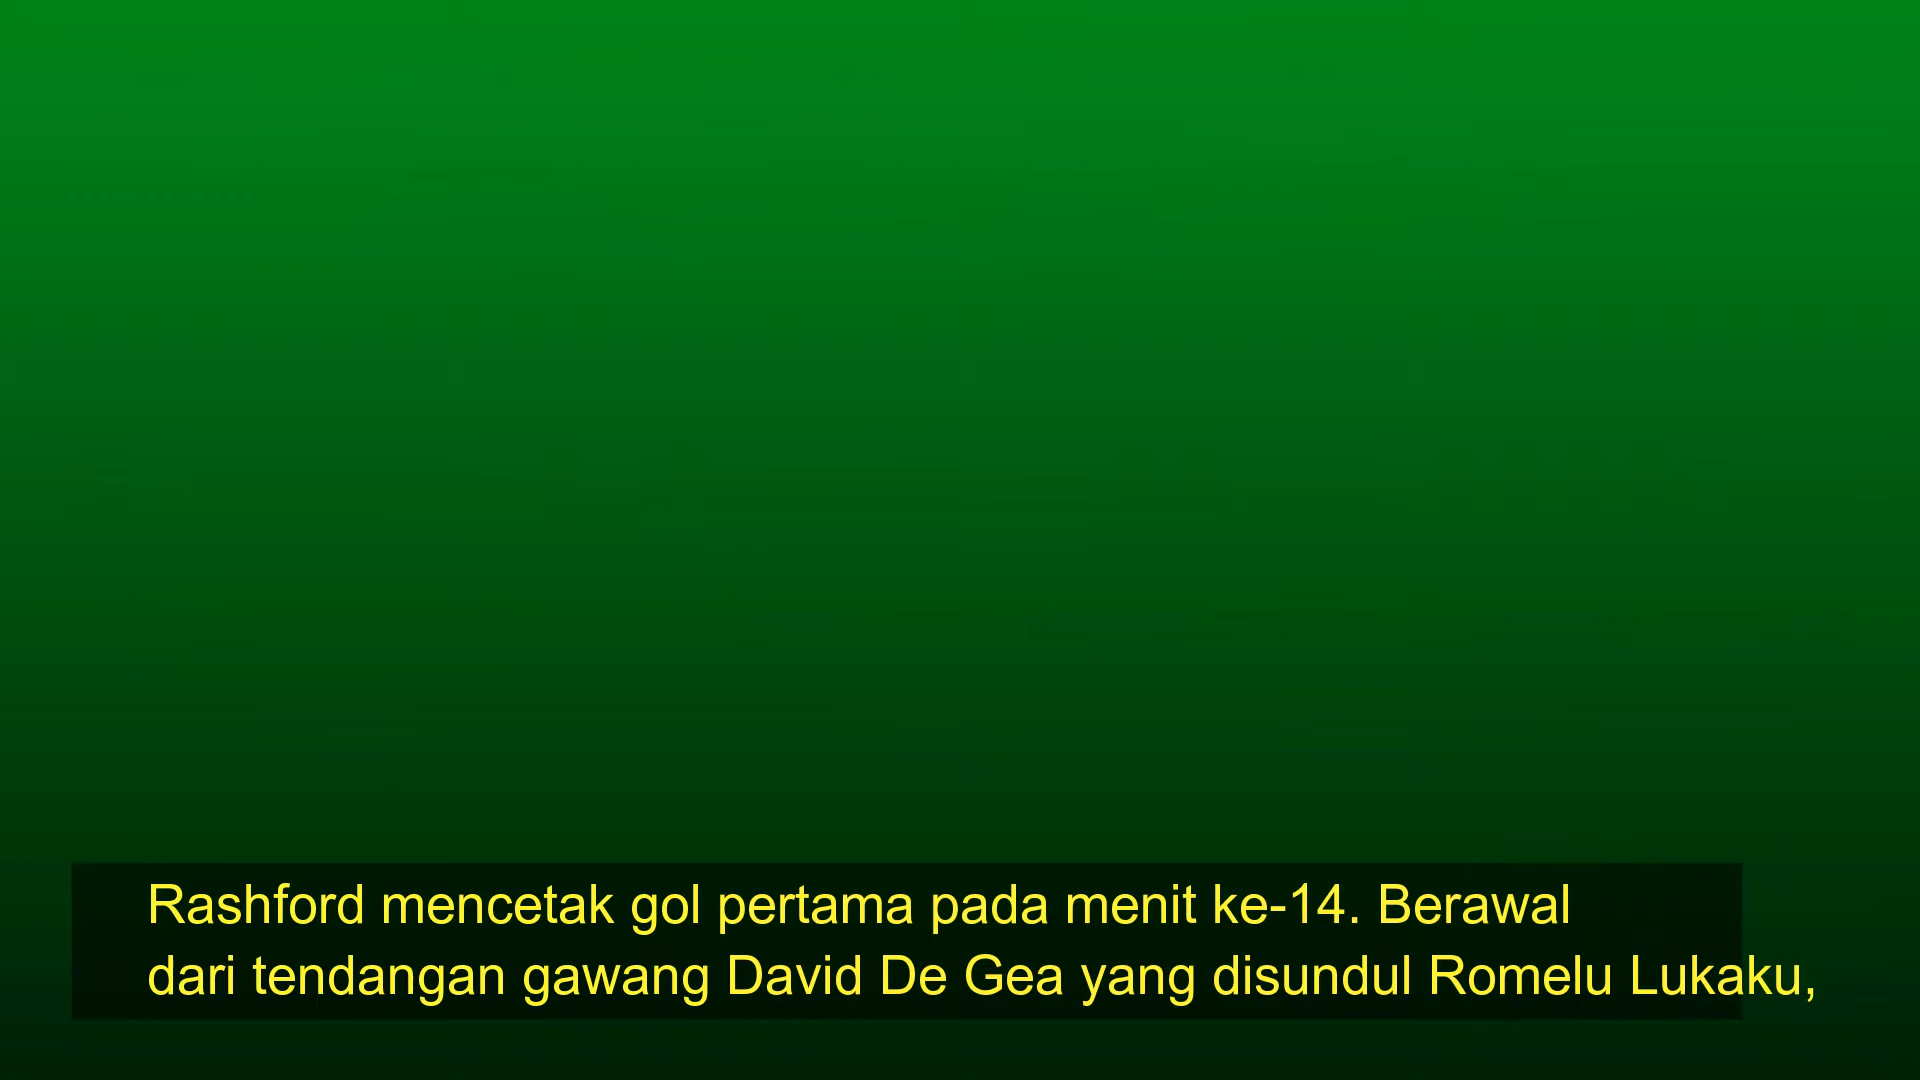 Rashford mencetak gol pertama pada menit ke-14. Berawal
dari tendangan gawang David De Gea yang disundul Romelu Lukaku,